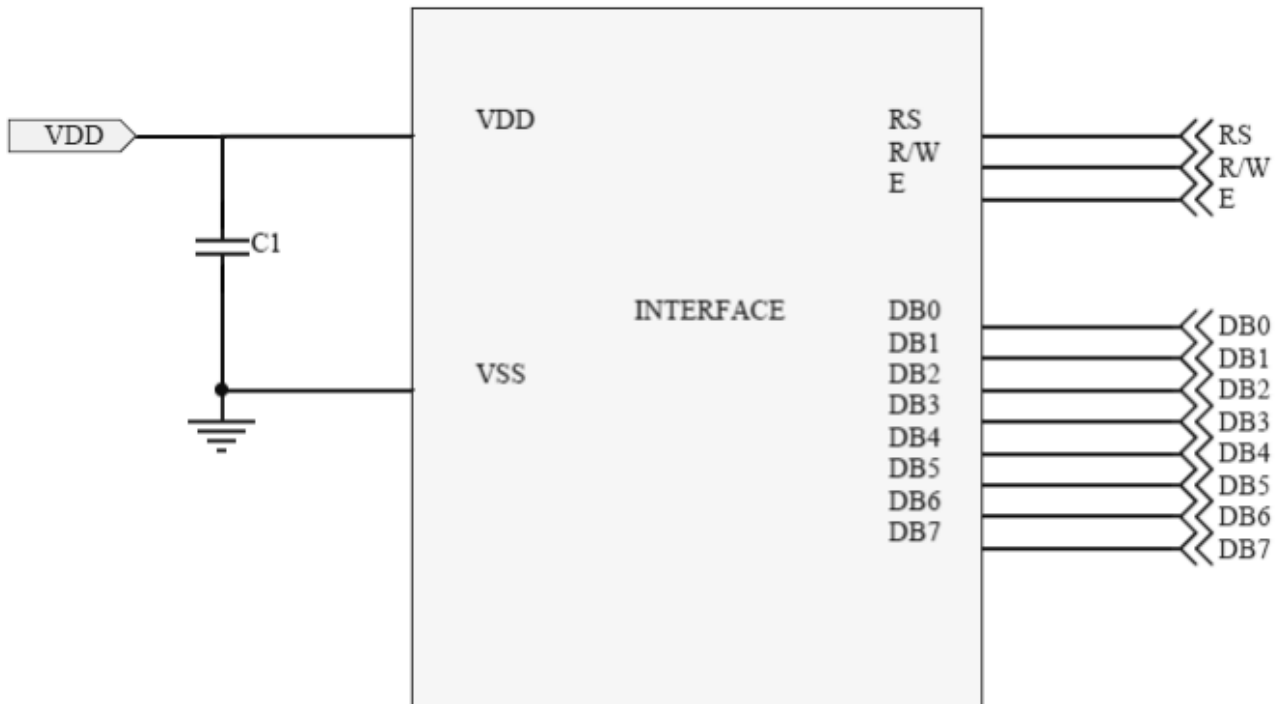 VDD
VDD
C1
VSS
INTERFACE
RS
R/W
E
DB0
DB1
DB2
DB3
DB4
DB5
DB6
DB7
RS
R/W
E
DB0
DB1
DB2
DB3
DB4
DB5
DB6
DB7